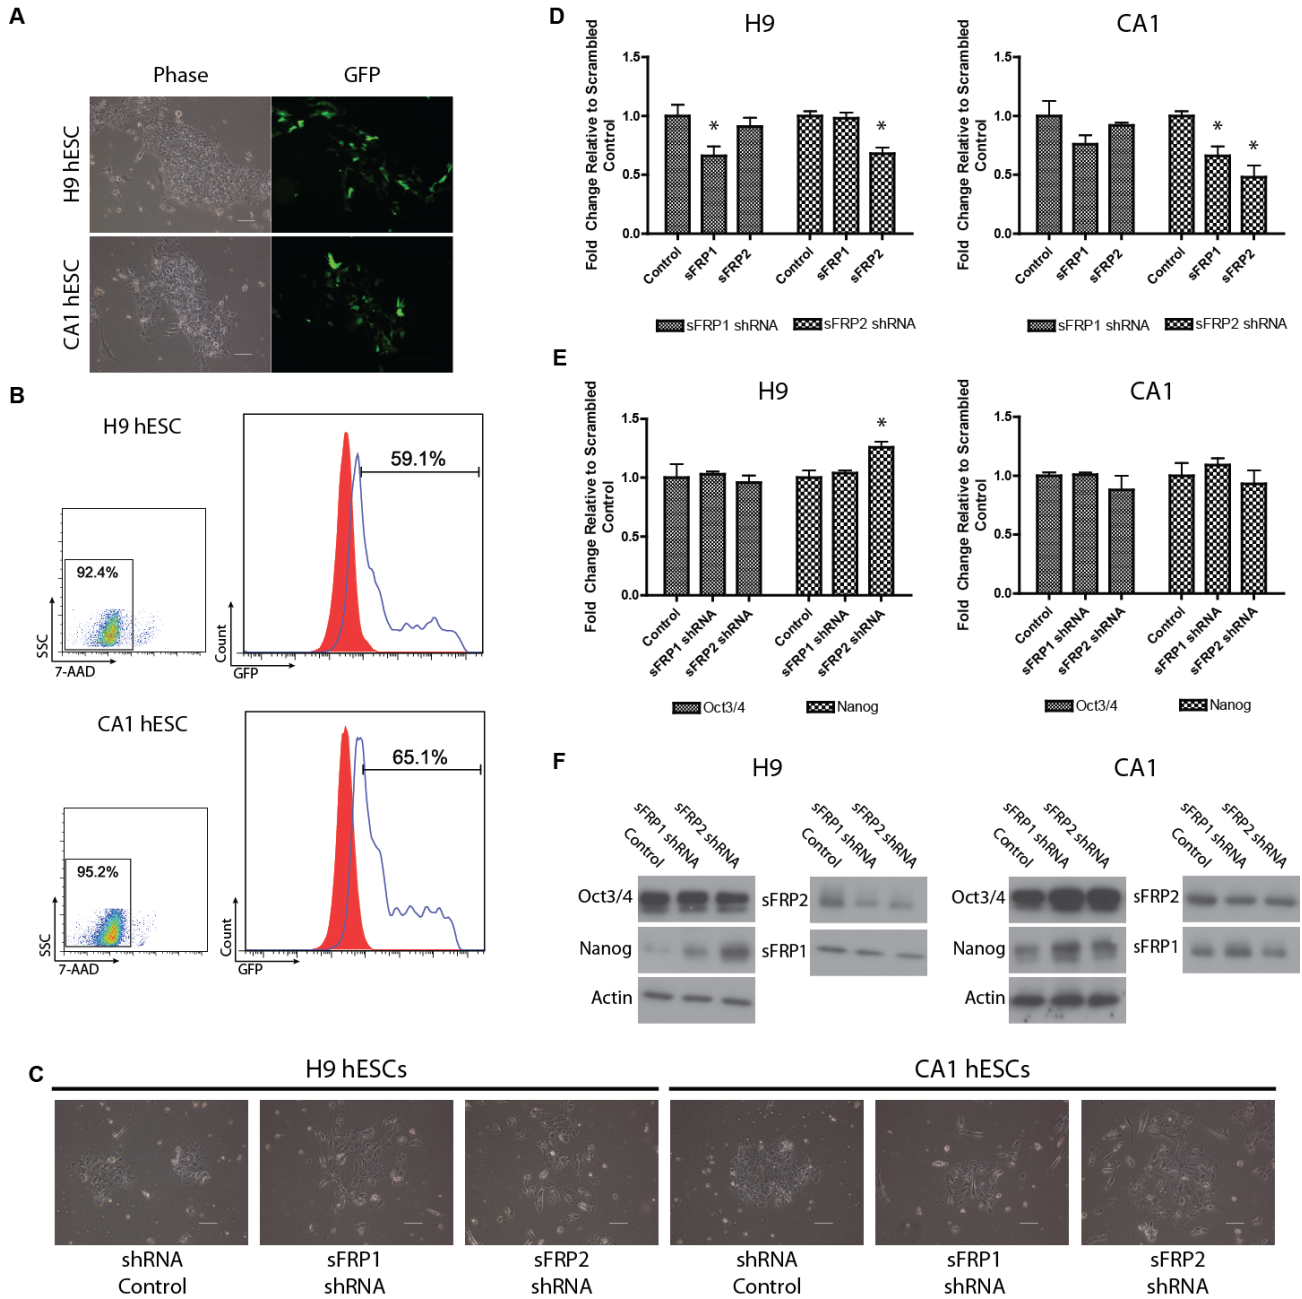 A
Phase
GFP
H9 hESC
CA1 hESC
B
H9 hESC
92.4%
SSC
7-AAD
59.1%
Count
GFP
CA1 hESC
95.2%
SSC
7-AAD
65.1%
Count
GFP
D
H9
Fold Change Relative to Scrambled
Control
1.5
1.0
0.5
0.0
*
*
Control
sFRP1
sFRP2
Control
sFRP1
sFRP2
sFRP1 shRNA
sFRP2 shRNA
CA1
Fold Change Relative to Scrambled
Control
1.5
1.0
0.5
0.0
*
*
Control
sFRP1
sFRP2
Control
sFRP1
sFRP2
sFRP1 shRNA
sFRP2 shRNA
E
H9
Fold Change Relative to Scrambled
Control
1.5
1.0
0.5
0.0
*
Control
sFRP1 shRNA
sFRP2 shRNA
Control
sFRP1 shRNA
sFRP2 shRNA
Oct3/4
Nanog
CA1
Fold Change Relative to Scrambled
Control
1.5
1.0
0.5
0.0
Control
sFRP1 shRNA
sFRP2 shRNA
Control
sFRP1 shRNA
sFRP2 shRNA
Oct3/4
Nanog
F
H9
Control
sFRP1 shRNA
sFRP2 shRNA
Oct3/4
Nanog
Actin
Control
sFRP1 shRNA
sFRP2 shRNA
sFRP2
sFRP1
CA1
Control
sFRP1 shRNA
sFRP2 shRNA
Oct3/4
Nanog
Actin
Control
sFRP1 shRNA
sFRP2 shRNA
sFRP2
sFRP1
C
H9 hESCs
CA1 hESCs
shRNA
Control
sFRP1
shRNA
sFRP2
shRNA
shRNA
Control
sFRP1
shRNA
sFRP2
shRNA